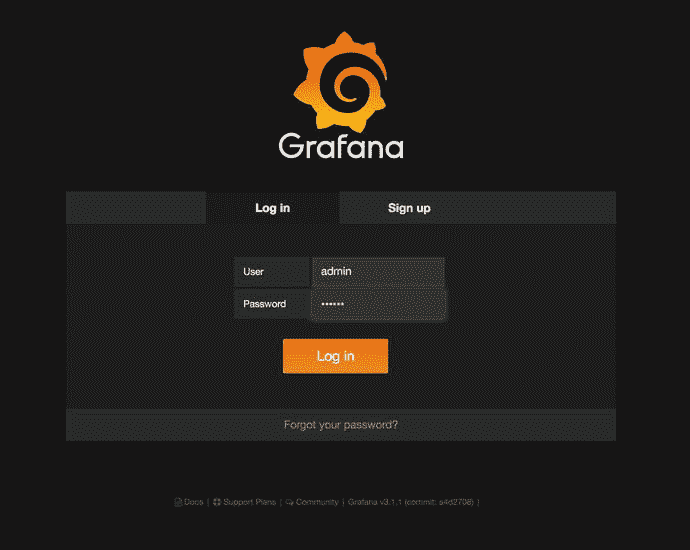 Grafana
Log in Sign up
User admin
Password ••••••
Log in
Forgot your password?
Docs | Support Plans | Community | Grafana v3.1.1 (commit: a4d2708) |